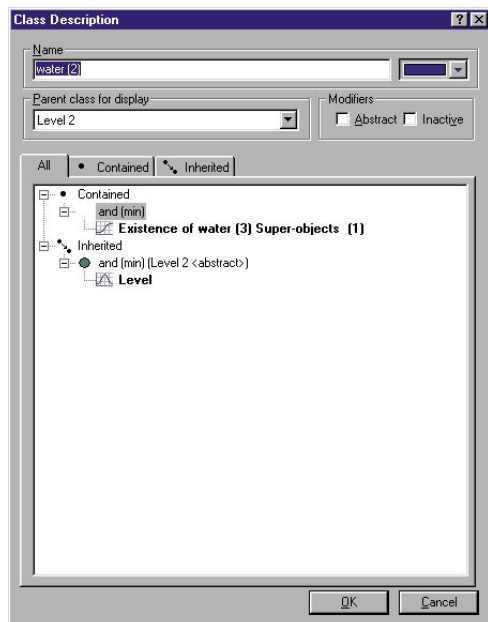 Class Description
Name
water (2)
Parent class for display
Modifiers
Level 2
Abstract
Inactive
All
Contained
Inherited
Contained
and (min)
Existence of water (3) Super-objects (1)
Inherited
and (min) (Level 2 <abstract>)
Level
OK
Cancel